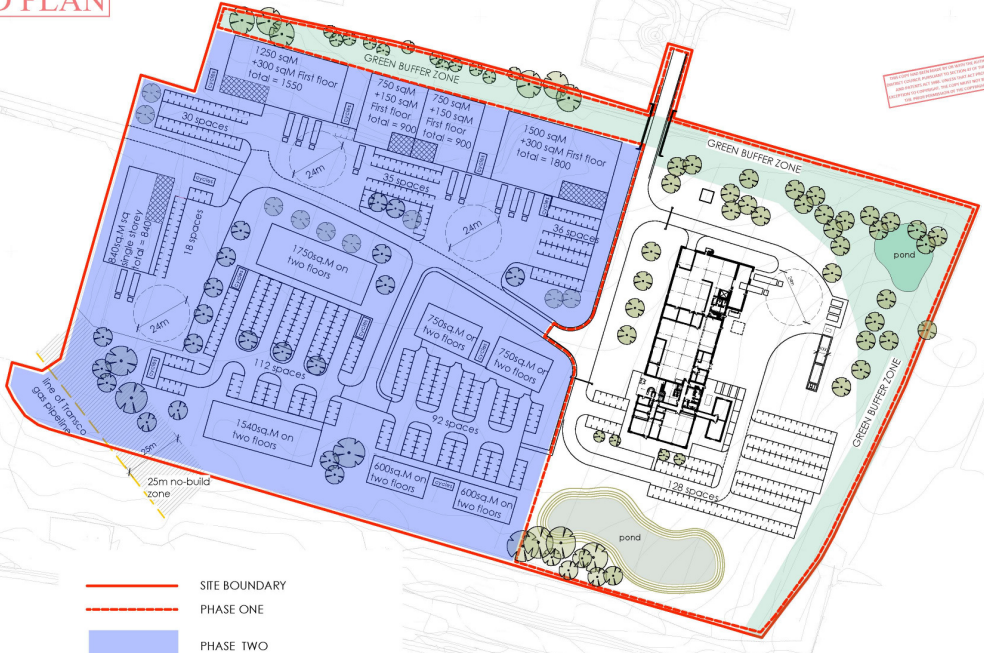 PLAN
1250 sqM
+300 sqM First floor
total = 1550
GREEN BUFFER ZONE
750 sqM
+150 sqM
First floor
total = 900
750 sqM
+150 sqM
First floor
total = 900
1500 sqM
+300 sqM First floor
total = 1800
GREEN BUFFER ZONE
30 spaces
24m
35 spaces
24m
36 spaces
cycles
840sq.M sq
single storey
total = 840
18 spaces
1750sq.M on
two floors
pond
24m
750sq.M on
two floors
750sq.M on
two floors
112 spaces
line of Transco
gas pipeline
1540sq.M on
two floors
92 spaces
GREEN BUFFER ZONE
25m
25m no-build
zone
600sq.M on
two floors
cycles
600sq.M on
two floors
128 spaces
pond
SITE BOUNDARY
PHASE ONE
PHASE TWO